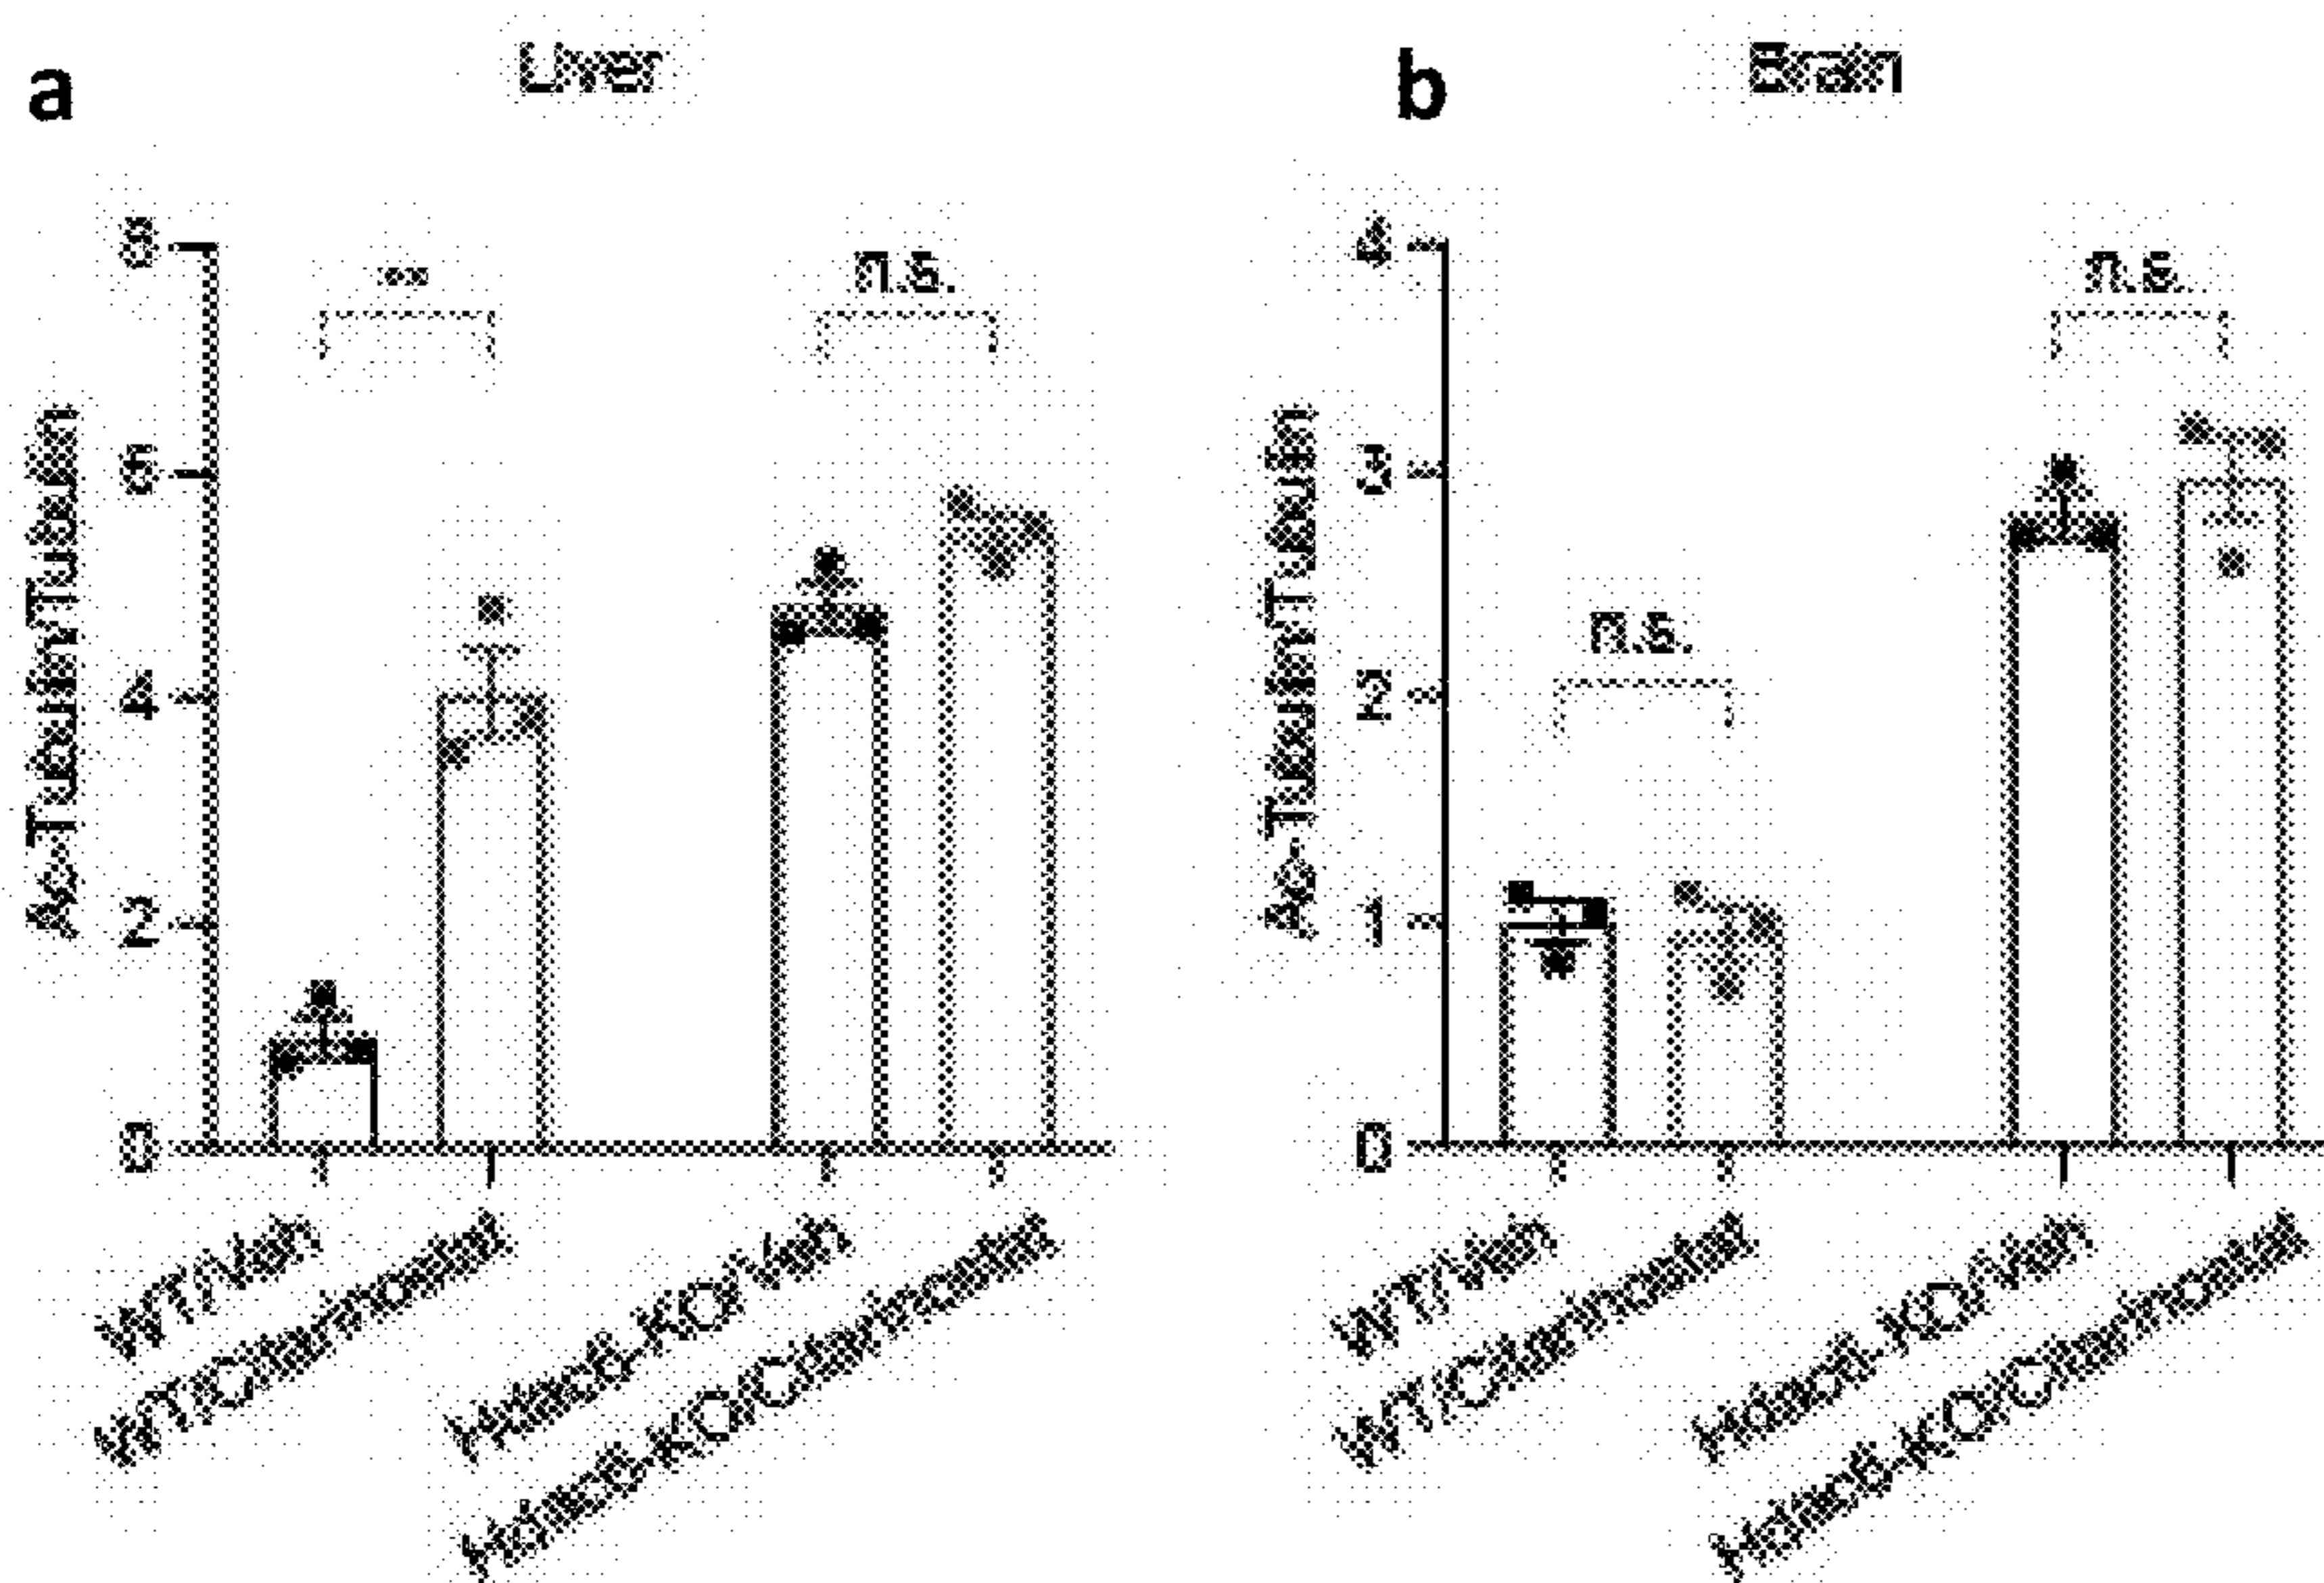 a
Liver
Ac-Tubulin/Tubulin
8
6
4
2
0
**
n.s.
WT/Veh
WT/Citarinostat
Hdac6-KO/Veh
Hdac6-KO/Citarinostat
b
Brain
Ac-Tubulin/Tubulin
4
3
2
1
0
n.s.
n.s.
WT/Veh
WT/Citarinostat
Hdac6-KO/Veh
Hdac6-KO/Citarinostat